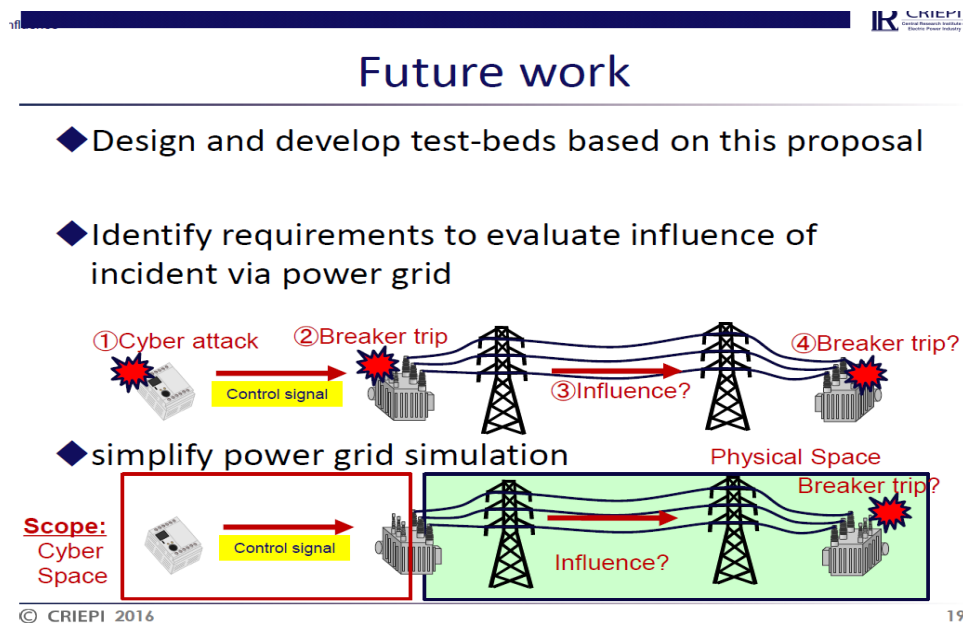 CRIEPI
Central Research Institute
Electric Power Industry
Future work
◆Design and develop test-beds based on this proposal
◆Identify requirements to evaluate influence of
incident via power grid
①Cyber attack
②Breaker trip
④Breaker trip?
Control signal
③Influence?
◆simplify power grid simulation
Physical Space
Breaker trip?
Scope:
Cyber
Space
Control signal
Influence?
© CRIEPI 2016
19